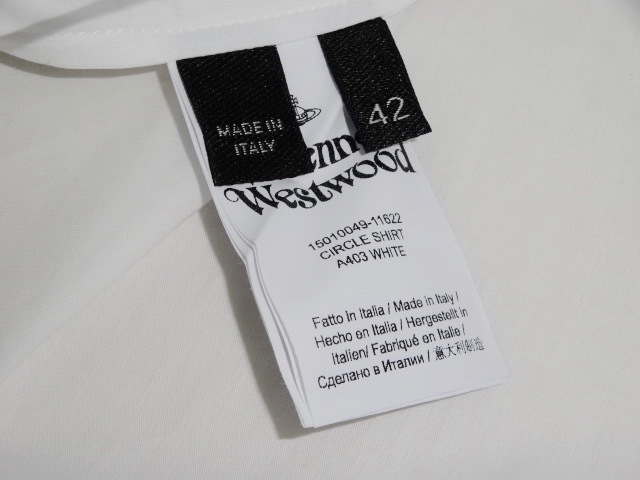 MADE IN
ITALY
42
Westwood
15010049-11622
CIRCLE SHIRT
A403 WHITE
Fatto in Italia / Made in Italy /
Hecho en Italia / Hergestellt in
Italien/ Fabriqué en Italie /
Сделано в Италии / 意大利制造